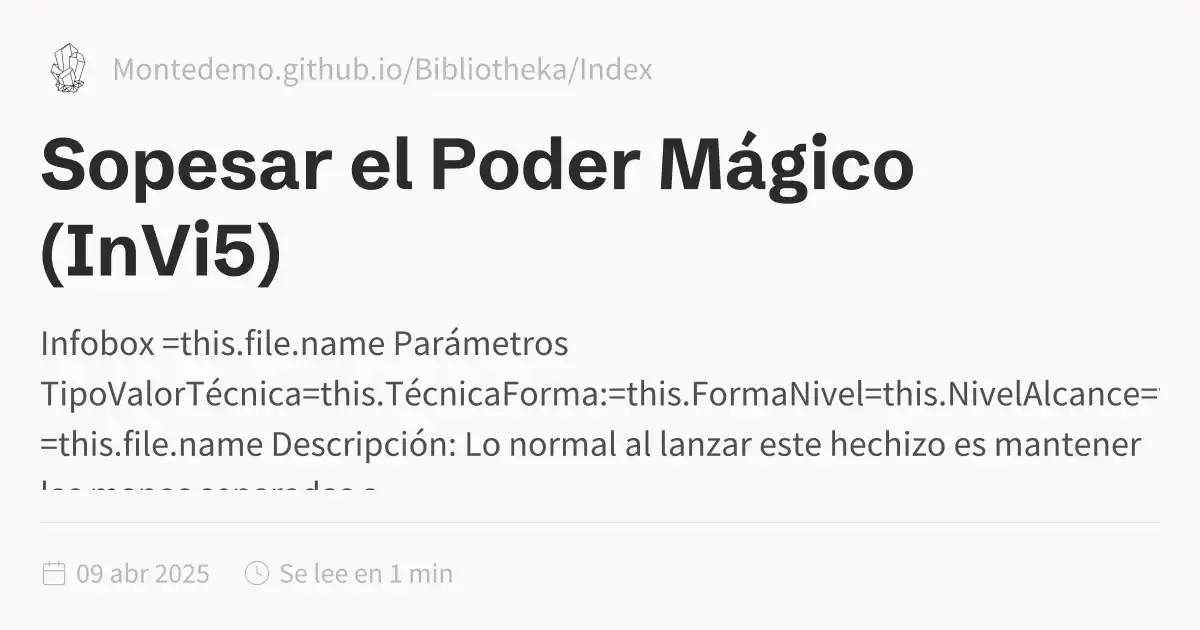 Montedemo.github.io/Bibliotheka/Index
Sopesar el Poder Mágico
(InVi5)
Infobox =this.file.name Parámetros
TipoValorTécnica=this.TécnicaForma:=this.FormaNivel=this.NivelAlcance=
=this.file.name Descripción: Lo normal al lanzar este hechizo es mantener
09 abr 2025 Se lee en 1 min